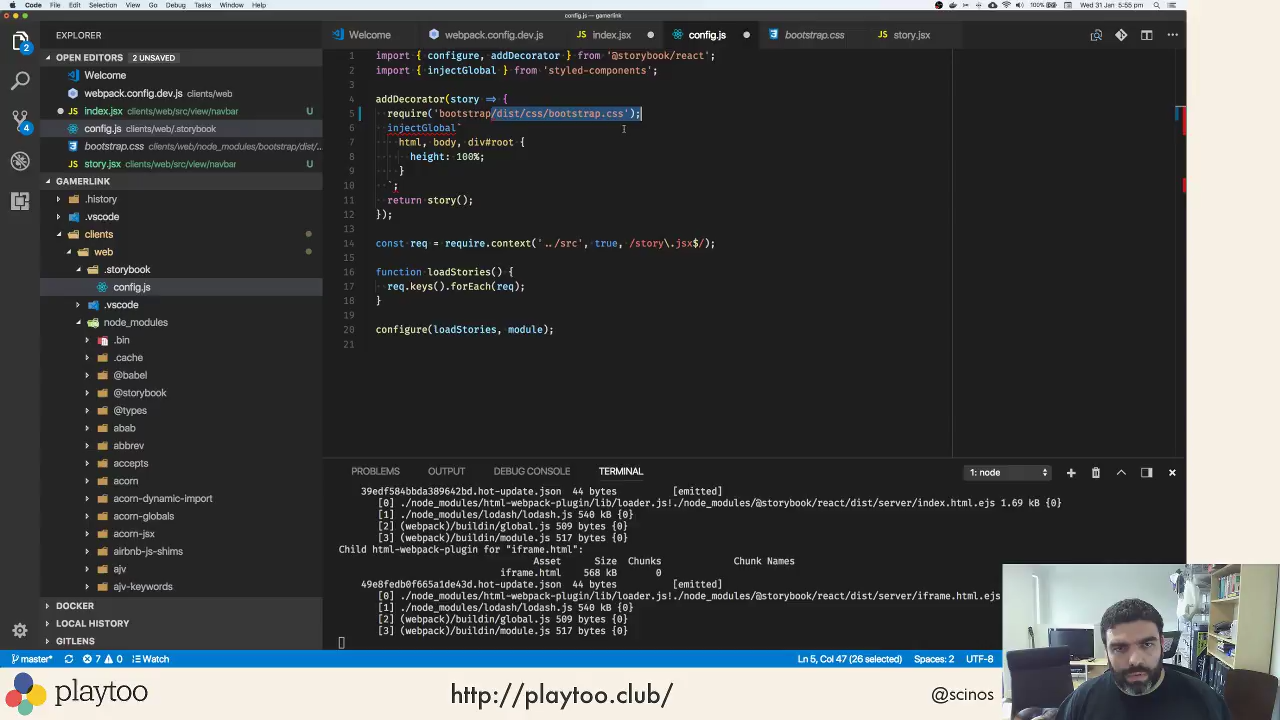 Code File Edit Selection View Go Debug Tasks Window Help
100% Wed 31 Jan 5:55 pm
config.js — gamerlink
EXPLORER
Welcome
webpack.config.dev.js
index.jsx
config.js
bootstrap.css
story.jsx
OPEN EDITORS 2 UNSAVED
Welcome
webpack.config.dev.js clients/web
index.jsx clients/web/src/view/navbar U
config.js clients/web/.storybook
bootstrap.css clients/web/node_modules/bootstrap/dist/...
story.jsx clients/web/src/view/navbar U
GAMERLINK
.history
.vscode
clients
web
.storybook
config.js
.vscode
node_modules
.bin
.cache
@babel
@storybook
@types
abab
abbrev
accepts
acorn
acorn-dynamic-import
acorn-globals
acorn-jsx
airbnb-js-shims
ajv
ajv-keywords
DOCKER
LOCAL HISTORY
GITLENS
2
4
1 import { configure, addDecorator } from '@storybook/react';
2 import { injectGlobal } from 'styled-components';
3
4 addDecorator(story => {
5 require('bootstrap/dist/css/bootstrap.css');
6 injectGlobal`
7 html, body, div#root {
8 height: 100%;
9 }
10 `;
11 return story();
12 });
13
14 const req = require.context('../src', true, /story\.jsx$/);
15
16 function loadStories() {
17 req.keys().forEach(req);
18 }
19
20 configure(loadStories, module);
21
PROBLEMS OUTPUT DEBUG CONSOLE TERMINAL 1: node
39edf584bbda389642bd.hot-update.json 44 bytes [emitted]
[0] ./node_modules/html-webpack-plugin/lib/loader.js!./node_modules/@storybook/react/dist/server/index.html.ejs 1.69 kB {0}
[1] ./node_modules/lodash/lodash.js 540 kB {0}
[2] (webpack)/buildin/global.js 509 bytes {0}
[3] (webpack)/buildin/module.js 517 bytes {0}
Child html-webpack-plugin for "iframe.html":
Asset Size Chunks Chunk Names
iframe.html 568 kB 0
49e8fedb0f665a1de43d.hot-update.json 44 bytes [emitted]
[0] ./node_modules/html-webpack-plugin/lib/loader.js!./node_modules/@storybook/react/dist/server/iframe.html.ejs
[1] ./node_modules/lodash/lodash.js 540 kB {0}
[2] (webpack)/buildin/global.js 509 bytes {0}
[3] (webpack)/buildin/module.js 517 bytes {0}
master* 7 0 Watch
Ln 5, Col 47 (26 selected) Spaces: 2 UTF-8
playtoo
http://playtoo.club/
@scinos